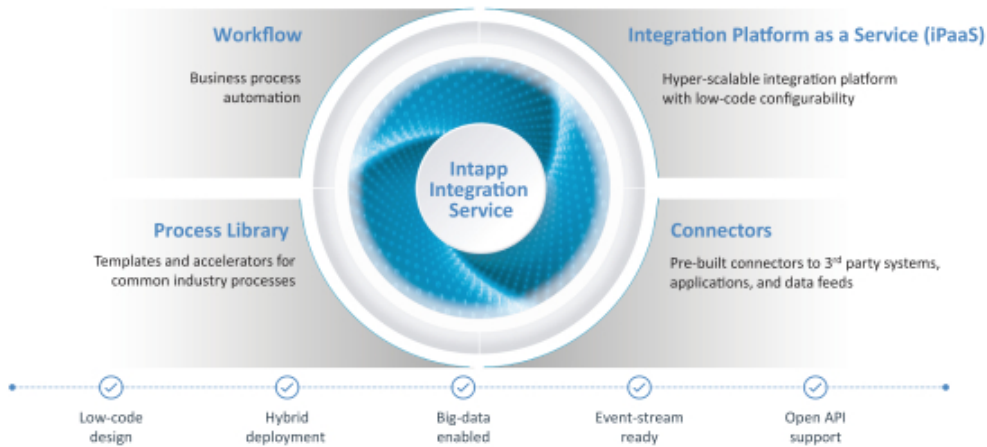 Workflow
Business process
automation
Integration Platform as a Service (iPaaS)
Hyper-scalable integration platform
with low-code configurability
Intapp
Integration
Service
Process Library
Templates and accelerators for
common industry processes
Connectors
Pre-built connectors to 3rd party systems,
applications, and data feeds
Low-code
design
Hybrid
deployment
Big-data
enabled
Event-stream
ready
Open API
support